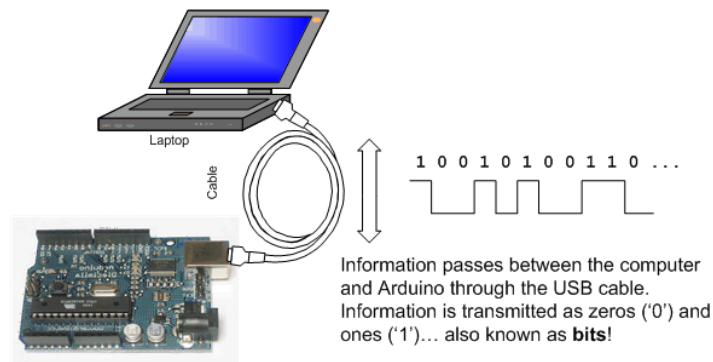 Laptop
Cable
1 0 0 1 0 1 0 0 1 1 0 ...
Information passes between the computer
and Arduino through the USB cable.
Information is transmitted as zeros ('0') and
ones ('1')... also known as bits!